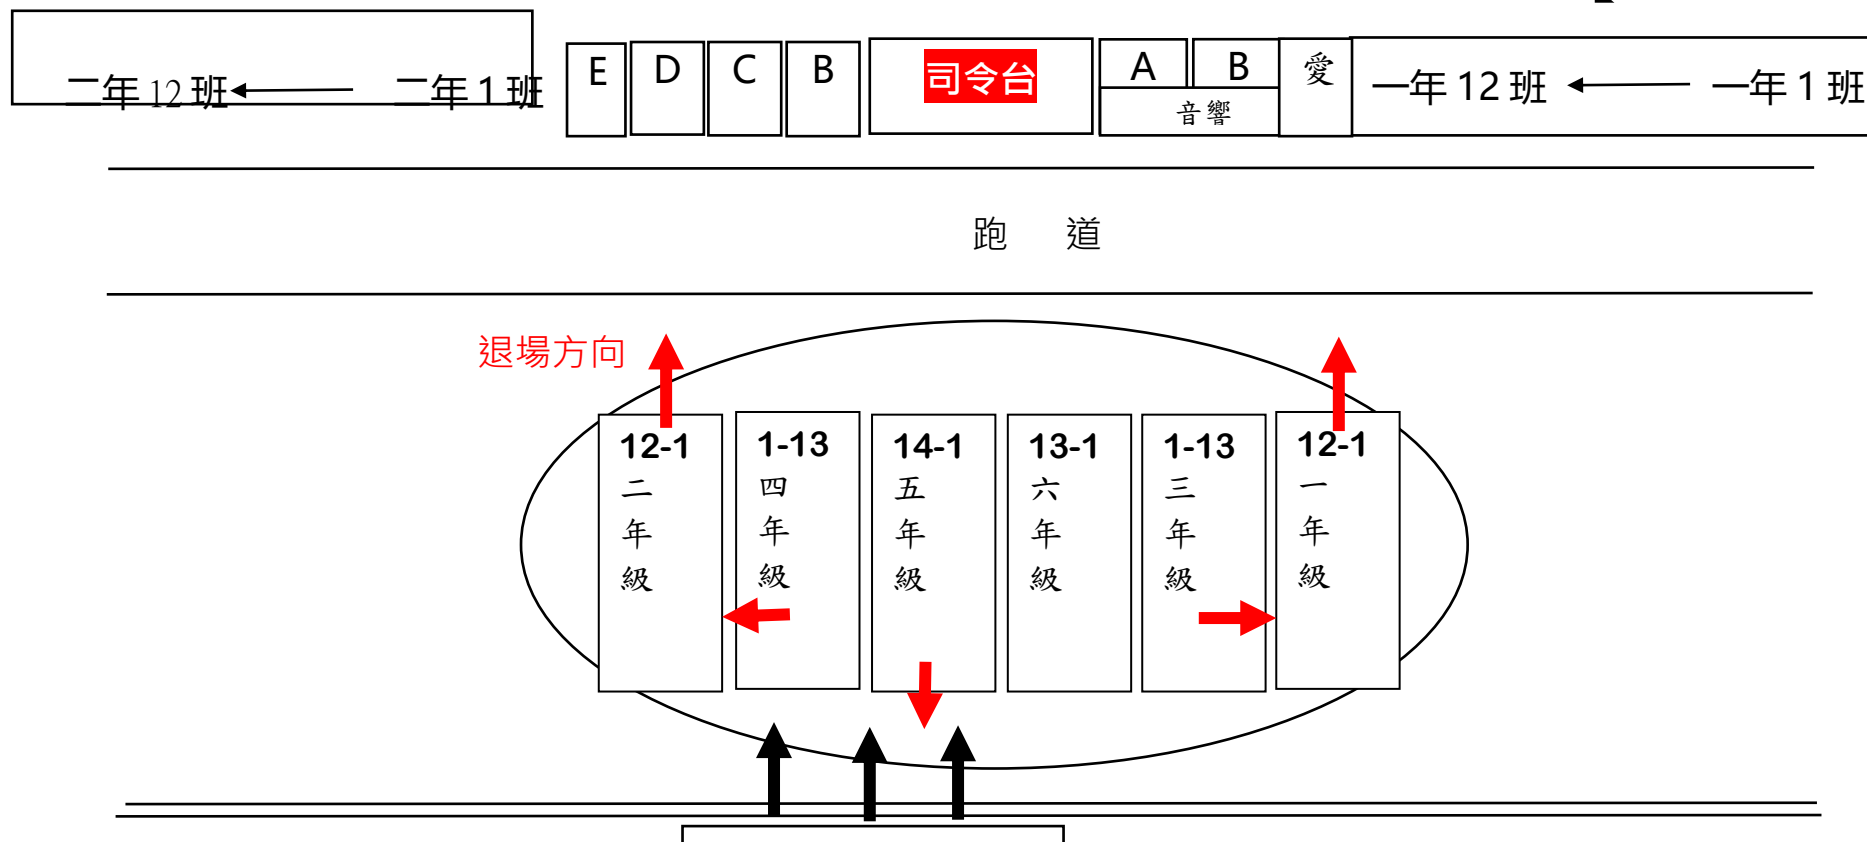 二年12班 二年1班 E D C B 司令台 A B 愛 一年12班 一年1班
音響
跑 道
退場方向
12-1 1-13 14-1 13-1 1-13 12-1
二年級 四年級 五年級 六年級 三年級 一年級